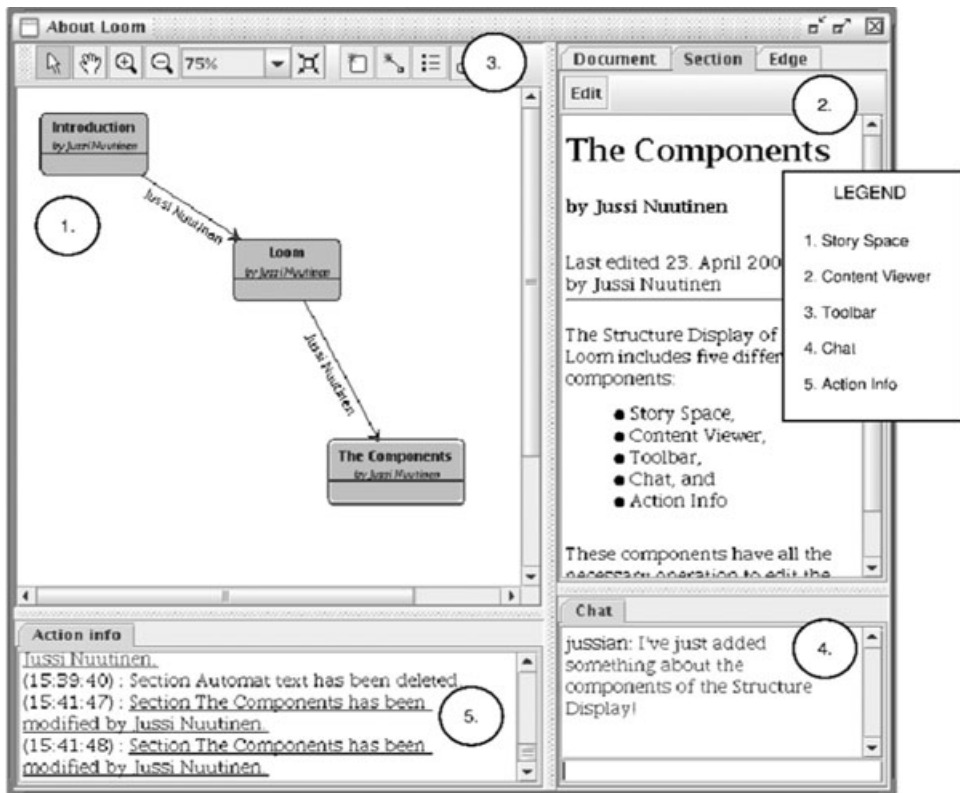 About Loom
75%
3.
Introduction
by Jussi Nuutinen
1.
Jussi Nuutinen
Loom
by Jussi Nuutinen
Jussi Nuutinen
The Components
by Jussi Nuutinen
Document Section Edge
Edit
2.
The Components
by Jussi Nuutinen
Last edited 23. April 200
by Jussi Nuutinen
The Structure Display of
Loom includes five differ
components:
● Story Space,
● Content Viewer,
● Toolbar,
● Chat, and
● Action Info
These components have all the
necessary operation to edit the
LEGEND
1. Story Space
2. Content Viewer
3. Toolbar
4. Chat
5. Action Info
Action info
Jussi Nuutinen.
(15:39:40) : Section Automat text has been deleted.
(15:41:47) : Section The Components has been
modified by Jussi Nuutinen.
(15:41:48) : Section The Components has been
modified by Jussi Nuutinen.
5.
Chat
4.
jussian: I've just added
something about the
components of the Structure
Display!